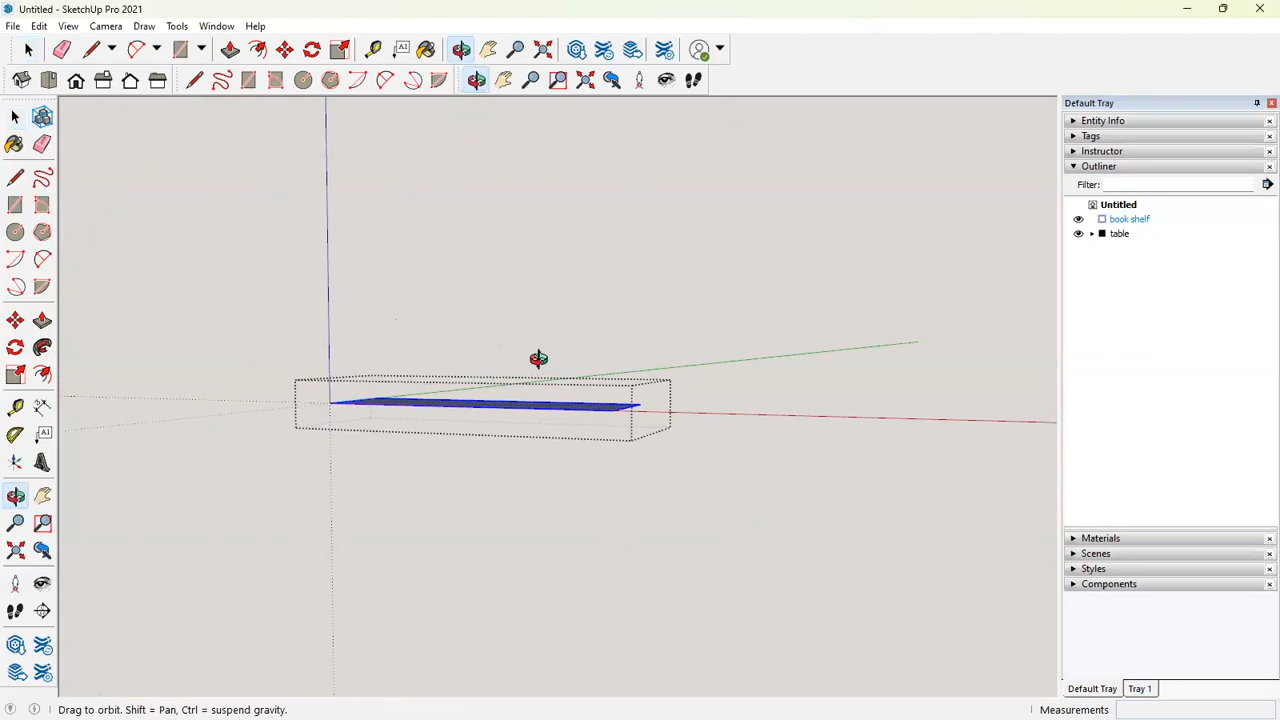 Untitled - SketchUp Pro 2021
File Edit View Camera Draw Tools Window Help
A1
Default Tray
Entity Info
Tags
Instructor
Outliner
Filter:
Untitled
book shelf
table
A1
Materials
Scenes
Styles
Components
Default Tray Tray 1
Drag to orbit. Shift = Pan, Ctrl = suspend gravity. Measurements